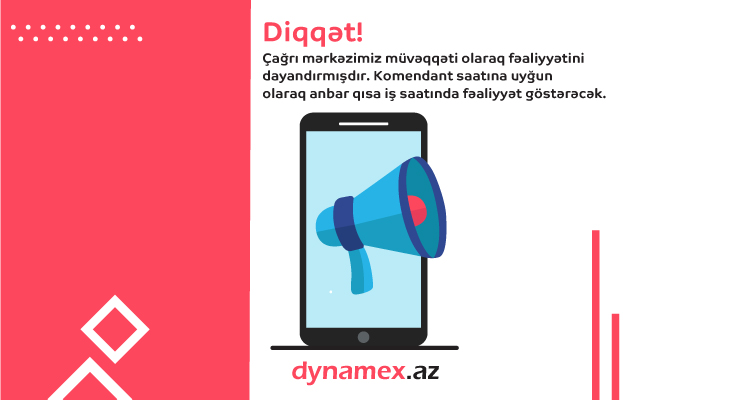 Diqqət!
Çağrı mərkəzimiz müvəqqəti olaraq fəaliyyətini
dayandırmışdır. Komendant saatına uyğun
olaraq anbar qısa iş saatında fəaliyyət göstərəcək.
dynamex.az